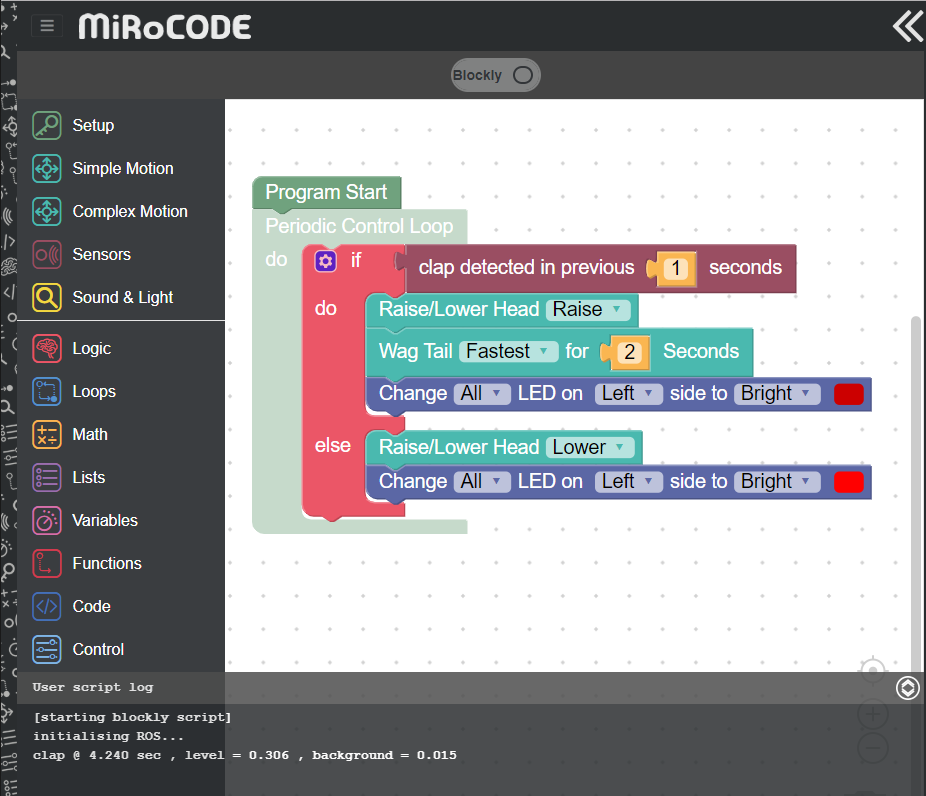 MiRoCODE
Blockly
Setup
Simple Motion
Complex Motion
Sensors
Sound & Light
Logic
Loops
Math
Lists
Variables
Functions
Code
Control
Program Start
Periodic Control Loop
do if clap detected in previous 1 seconds
do Raise/Lower Head Raise
Wag Tail Fastest for 2 Seconds
Change All LED on Left side to Bright
else Raise/Lower Head Lower
Change All LED on Left side to Bright
User script log
[starting blockly script]
initialising ROS...
clap @ 4.240 sec , level = 0.306 , background = 0.015